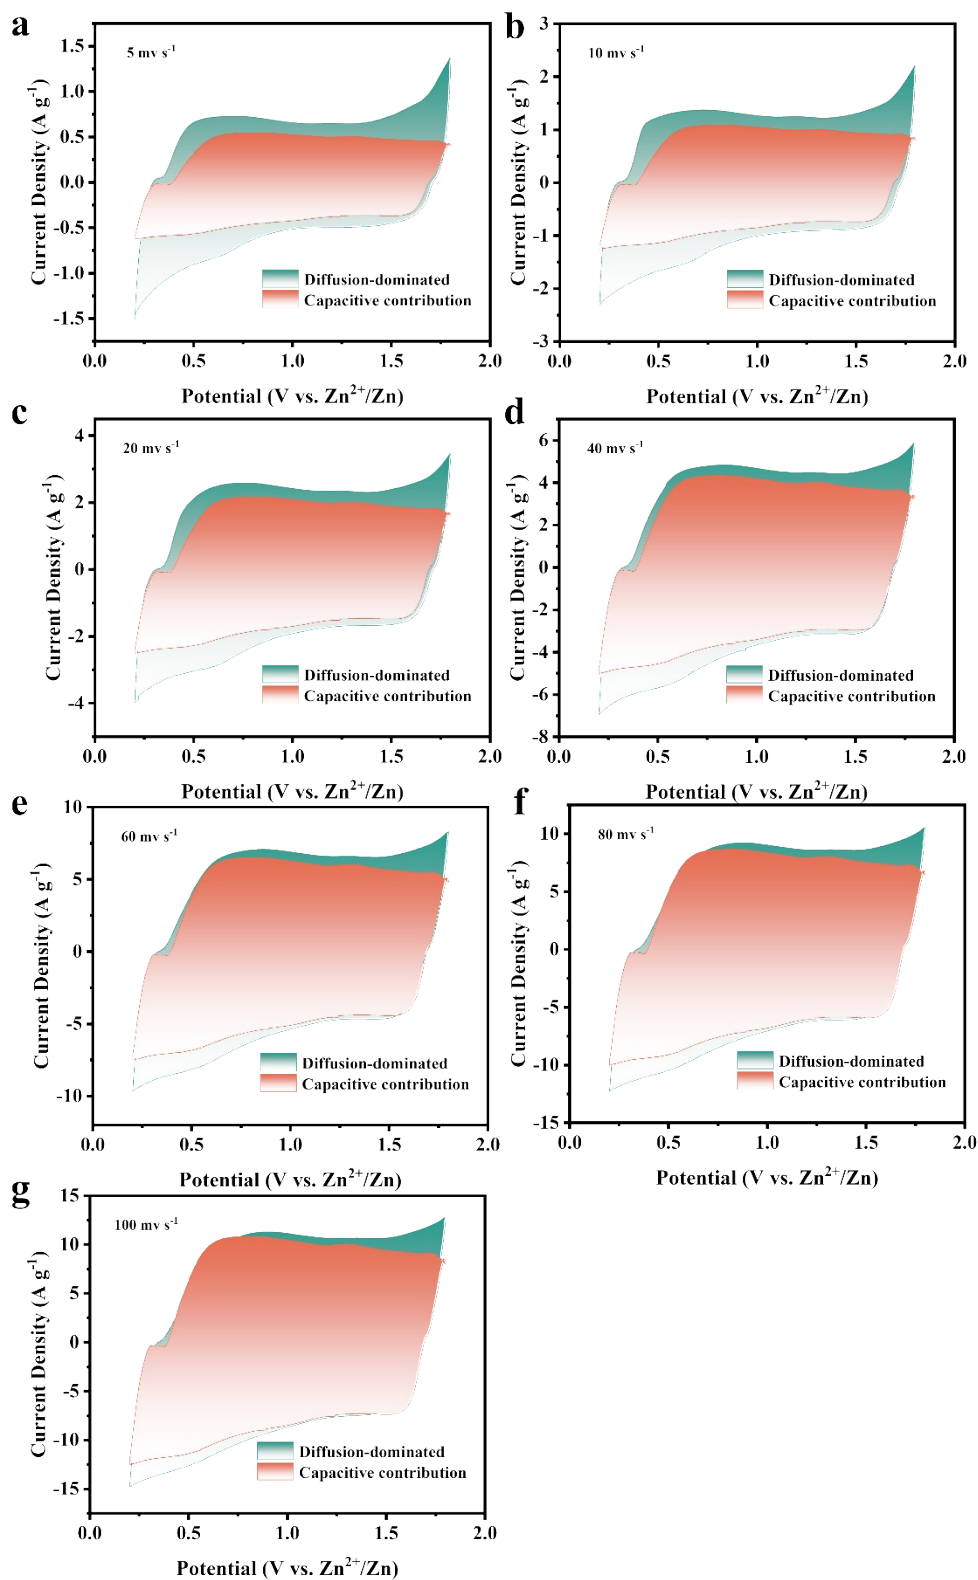 a
5 mv s⁻¹
1.5
1.0
0.5
0.0
-0.5
-1.0
-1.5
Current Density (A g⁻¹)
Diffusion-dominated
Capacitive contribution
0.0 0.5 1.0 1.5 2.0
Potential (V vs. Zn²⁺/Zn)
b
10 mv s⁻¹
3
2
1
0
-1
-2
-3
Current Density (A g⁻¹)
Diffusion-dominated
Capacitive contribution
0.0 0.5 1.0 1.5 2.0
Potential (V vs. Zn²⁺/Zn)
c
20 mv s⁻¹
4
2
0
-2
-4
Current Density (A g⁻¹)
Diffusion-dominated
Capacitive contribution
0.0 0.5 1.0 1.5 2.0
Potential (V vs. Zn²⁺/Zn)
d
40 mv s⁻¹
6
4
2
0
-2
-4
-6
-8
Current Density (A g⁻¹)
Diffusion-dominated
Capacitive contribution
0.0 0.5 1.0 1.5 2.0
Potential (V vs. Zn²⁺/Zn)
e
60 mv s⁻¹
10
5
0
-5
-10
Current Density (A g⁻¹)
Diffusion-dominated
Capacitive contribution
0.0 0.5 1.0 1.5 2.0
Potential (V vs. Zn²⁺/Zn)
f
80 mv s⁻¹
10
5
0
-5
-10
-15
Current Density (A g⁻¹)
Diffusion-dominated
Capacitive contribution
0.0 0.5 1.0 1.5 2.0
Potential (V vs. Zn²⁺/Zn)
g
100 mv s⁻¹
15
10
5
0
-5
-10
-15
Current Density (A g⁻¹)
Diffusion-dominated
Capacitive contribution
0.0 0.5 1.0 1.5 2.0
Potential (V vs. Zn²⁺/Zn)